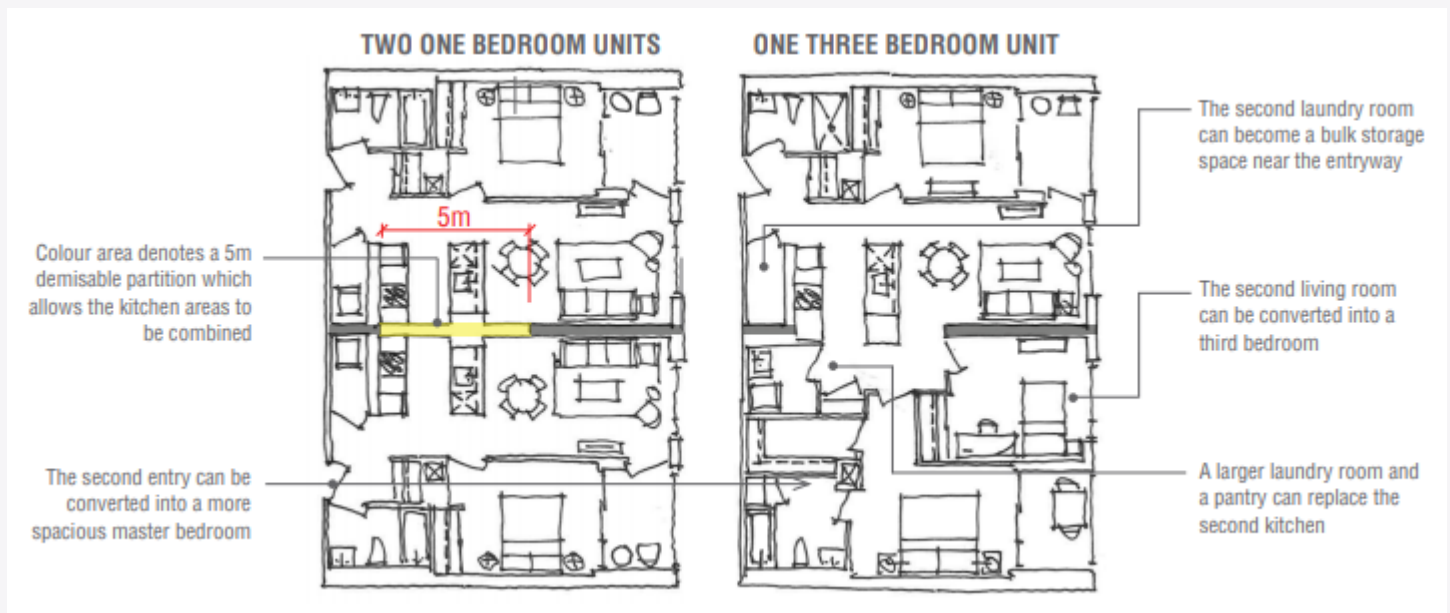 TWO ONE BEDROOM UNITS
ONE THREE BEDROOM UNIT
5m
Colour area denotes a 5m
demisable partition which
allows the kitchen areas to
be combined
The second entry can be
converted into a more
spacious master bedroom
The second laundry room
can become a bulk storage
space near the entryway
The second living room
can be converted into a
third bedroom
A larger laundry room and
a pantry can replace the
second kitchen